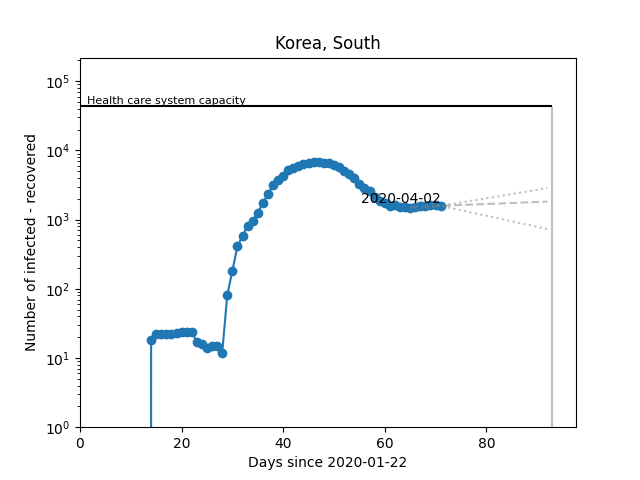 Korea, South
Number of infected - recovered
10^5
10^4
10^3
10^2
10^1
10^0
Health care system capacity
2020-04-02
0 20 40 60 80
Days since 2020-01-22